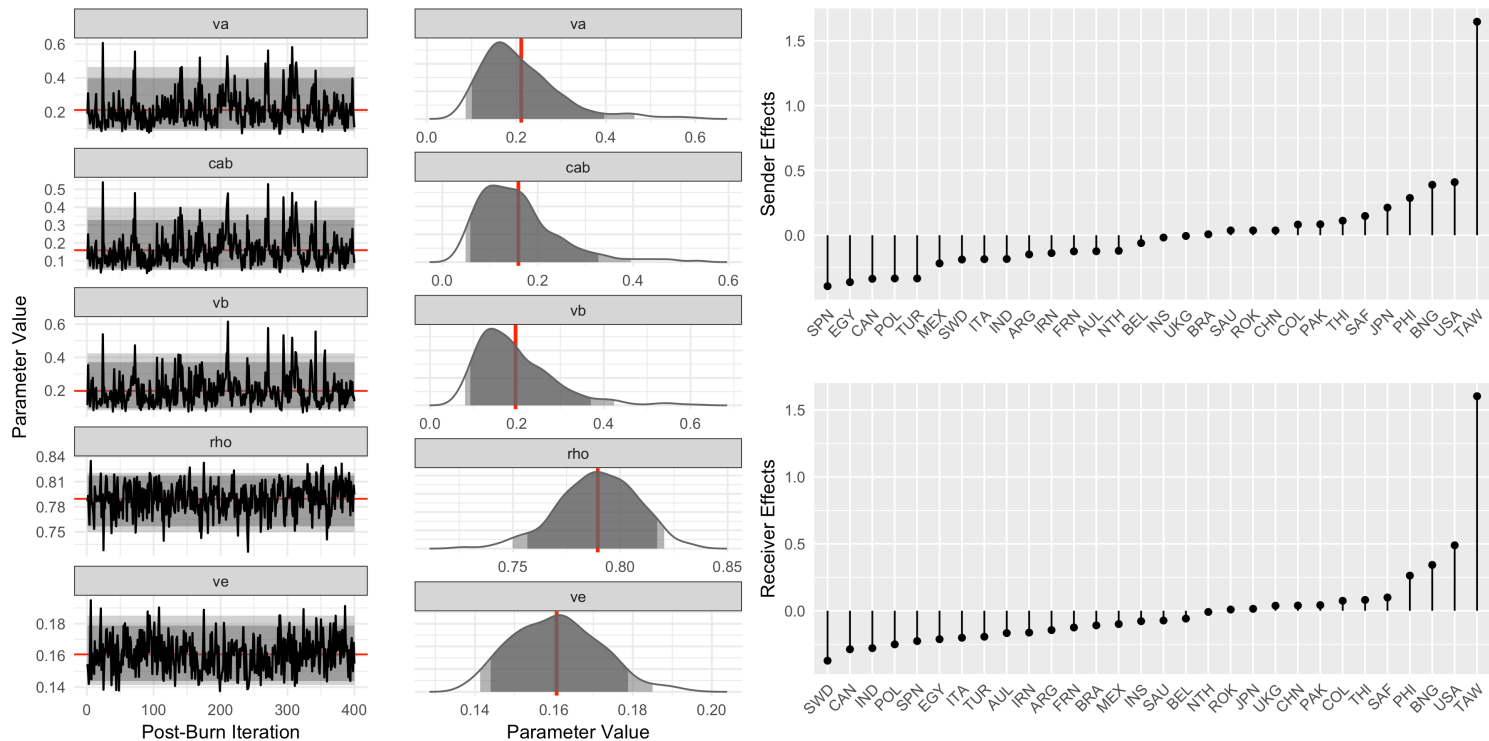 Parameter Value
va
0.6
0.4
0.2
cab
0.5
0.4
0.3
0.2
0.1
vb
0.6
0.4
0.2
rho
0.84
0.81
0.78
0.75
ve
0.18
0.16
0.14
0 100 200 300 400
Post-Burn Iteration
va
0.0 0.2 0.4 0.6
cab
0.0 0.2 0.4 0.6
vb
0.0 0.2 0.4 0.6
rho
0.75 0.80 0.85
ve
0.14 0.16 0.18 0.20
Parameter Value
Sender Effects
1.5
1.0
0.5
0.0
SPN EGY CAN POL TUR MEX SWD ITA IND ARG IRN FRN AUL NTH BEL INS UKG BRA SAU ROK CHN COL PAK THI SAF JPN PHI BNG USA TAW
Receiver Effects
1.5
1.0
0.5
0.0
SWD CAN IND POL SPN EGY ITA TUR AUL IRN ARG FRN BRA MEX INS SAU BEL NTH ROK JPN UKG CHN PAK COL THI SAF PHI BNG USA TAW